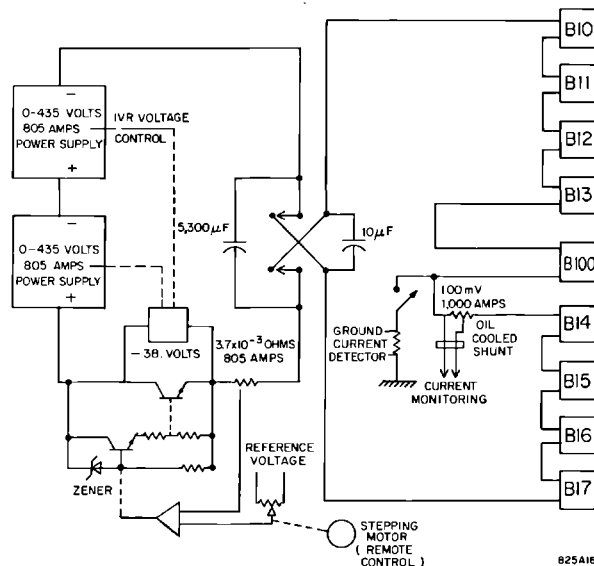 −
0-435 VOLTS
805 AMPS
POWER SUPPLY
+
IVR VOLTAGE
CONTROL
−
0-435 VOLTS
805 AMPS
POWER SUPPLY
+
-38. VOLTS
3.7x10⁻³ OHMS
805 AMPS
5,300µF
10µF
ZENER
REFERENCE
VOLTAGE
STEPPING
MOTOR
( REMOTE
CONTROL )
GROUND
CURRENT
DETECTOR
100mV
1,000 AMPS
OIL
COOLED
SHUNT
CURRENT
MONITORING
B10
B11
B12
B13
B100
B14
B15
B16
B17
825A16